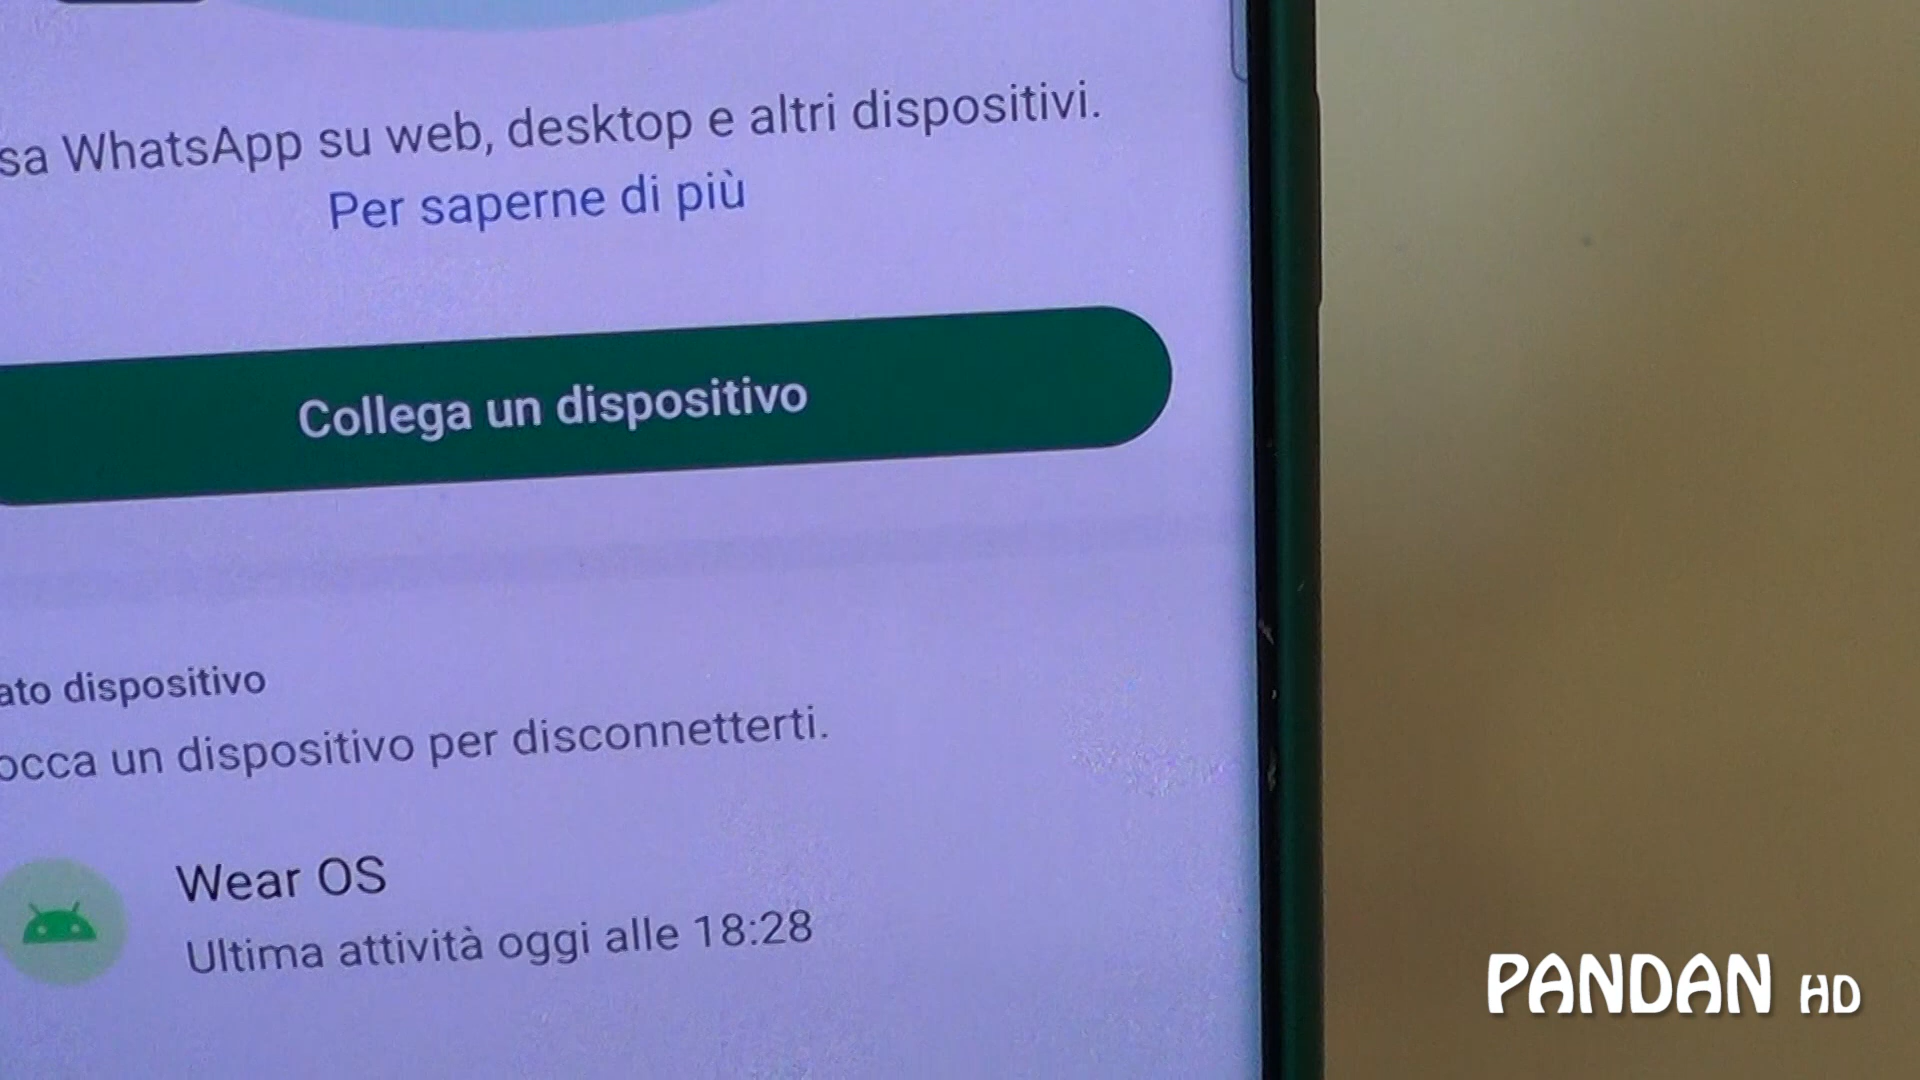 sa WhatsApp su web, desktop e altri dispositivi.
Per saperne di più
Collega un dispositivo
ato dispositivo
occa un dispositivo per disconnetterti.
Wear OS
Ultima attività oggi alle 18:28
PANDAN HD